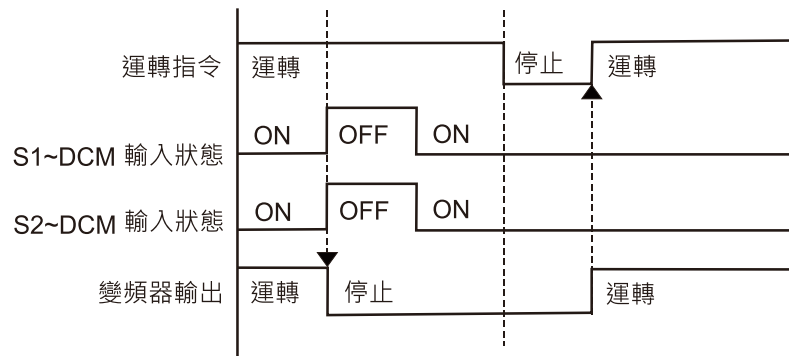 運轉指令 運轉 停止 運轉
S1~DCM 輸入狀態 ON OFF ON
S2~DCM 輸入狀態 ON OFF ON
變頻器輸出 運轉 停止 運轉